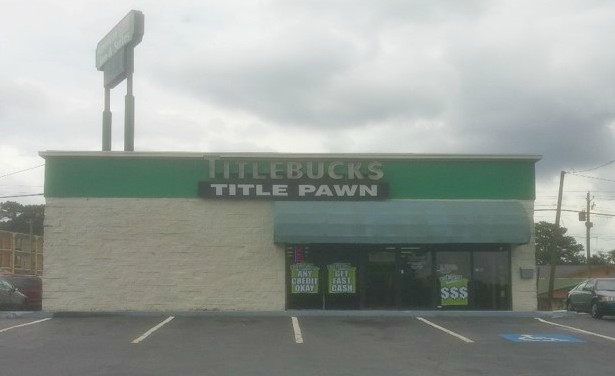 TITLEBUCKS
TITLE PAWN
ANY
CREDIT
OKAY
GET
FAST
CASH
$$$